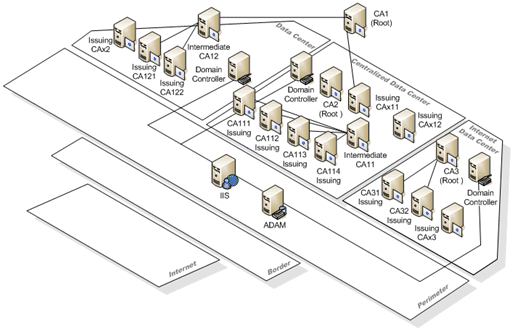 CA1
(Root)
Issuing
CAx2
Issuing
CA121
Issuing
CA122
Intermediate
CA12
Data Center
Domain
Controller
Domain
Controller
CA2
(Root )
Centralized Data Center
Issuing
CAx11
Issuing
CAx12
CA111
Issuing
CA112
Issuing
CA113
Issuing
CA114
Issuing
Intermediate
CA11
Internet
Data Center
CA3
(Root )
CA31
Issuing
CA32
Issuing
Issuing
CAx3
Domain
Controller
IIS
ADAM
Internet
Border
Perimeter